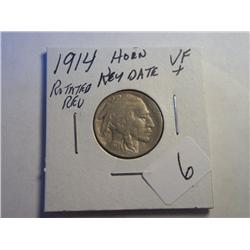 1914 HORN VF
ROTATED KEY DATE +
REV
6